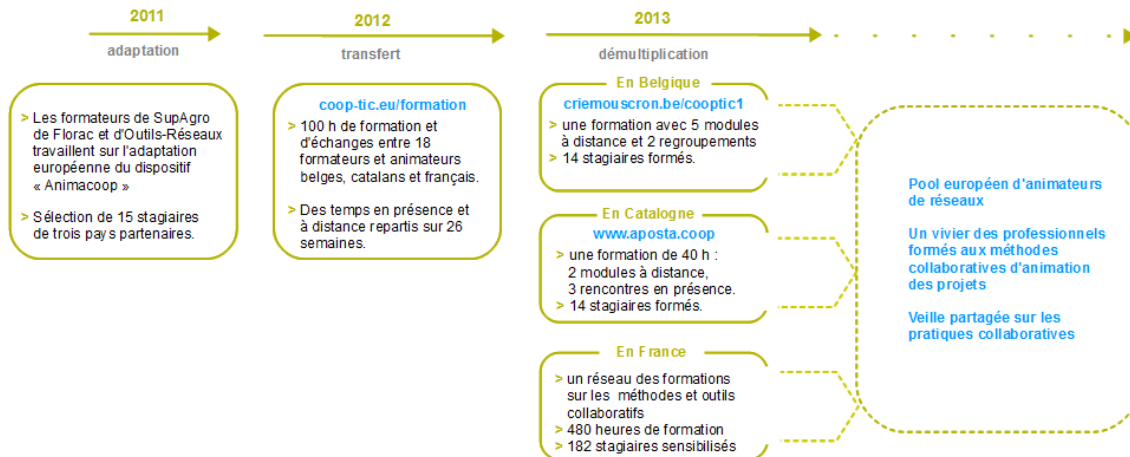 2011
adaptation
> Les formateurs de SupAgro
de Florac et d'Outils-Réseaux
travaillent sur l'adaptation
européenne du dispositif
« Animacoop »
> Sélection de 15 stagiaires
de trois pays partenaires.
2012
transfert
coop-tic.eu/formation
> 100 h de formation et
d'échanges entre 18
formateurs et animateurs
belges, catalans et français.
> Des temps en présence et
à distance repartis sur 26
semaines.
2013
démultiplication
En Belgique
criemouscron.be/cooptic1
> une formation avec 5 modules
à distance et 2 regroupements
> 14 stagiaires formés.
En Catalogne
www.aposta.coop
> une formation de 40 h :
2 modules à distance,
3 rencontres en présence.
> 14 stagiaires formés.
En France
> un réseau des formations
sur les méthodes et outils
collaboratifs
> 480 heures de formation
> 182 stagiaires sensibilisés
Pool européen d'animateurs
de réseaux
Un vivier des professionnels
formés aux méthodes
collaboratives d'animation
des projets
Veille partagée sur les
pratiques collaboratives